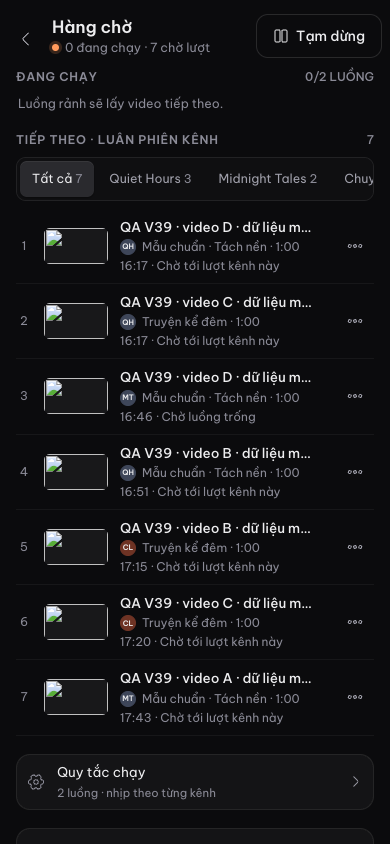 Hàng chờ
0 đang chạy · 7 chờ lượt
Tạm dừng
ĐANG CHẠY
0/2 LUỒNG
Luồng rảnh sẽ lấy video tiếp theo.
TIẾP THEO · LUÂN PHIÊN KÊNH
7
Tất cả 7
Quiet Hours 3
Midnight Tales 2
Chuy
1
QA V39 · video D · dữ liệu m...
QH Mẫu chuẩn · Tách nền · 1:00
16:17 · Chờ tới lượt kênh này
2
QA V39 · video C · dữ liệu m...
QH Truyện kể đêm · 1:00
16:17 · Chờ tới lượt kênh này
3
QA V39 · video D · dữ liệu m...
MT Mẫu chuẩn · Tách nền · 1:00
16:46 · Chờ luồng trống
4
QA V39 · video B · dữ liệu m...
QH Mẫu chuẩn · Tách nền · 1:00
16:51 · Chờ tới lượt kênh này
5
QA V39 · video B · dữ liệu m...
CL Truyện kể đêm · 1:00
17:15 · Chờ tới lượt kênh này
6
QA V39 · video C · dữ liệu m...
CL Truyện kể đêm · 1:00
17:20 · Chờ tới lượt kênh này
7
QA V39 · video A · dữ liệu m...
MT Mẫu chuẩn · Tách nền · 1:00
17:43 · Chờ tới lượt kênh này
Quy tắc chạy
2 luồng · nhịp theo từng kênh